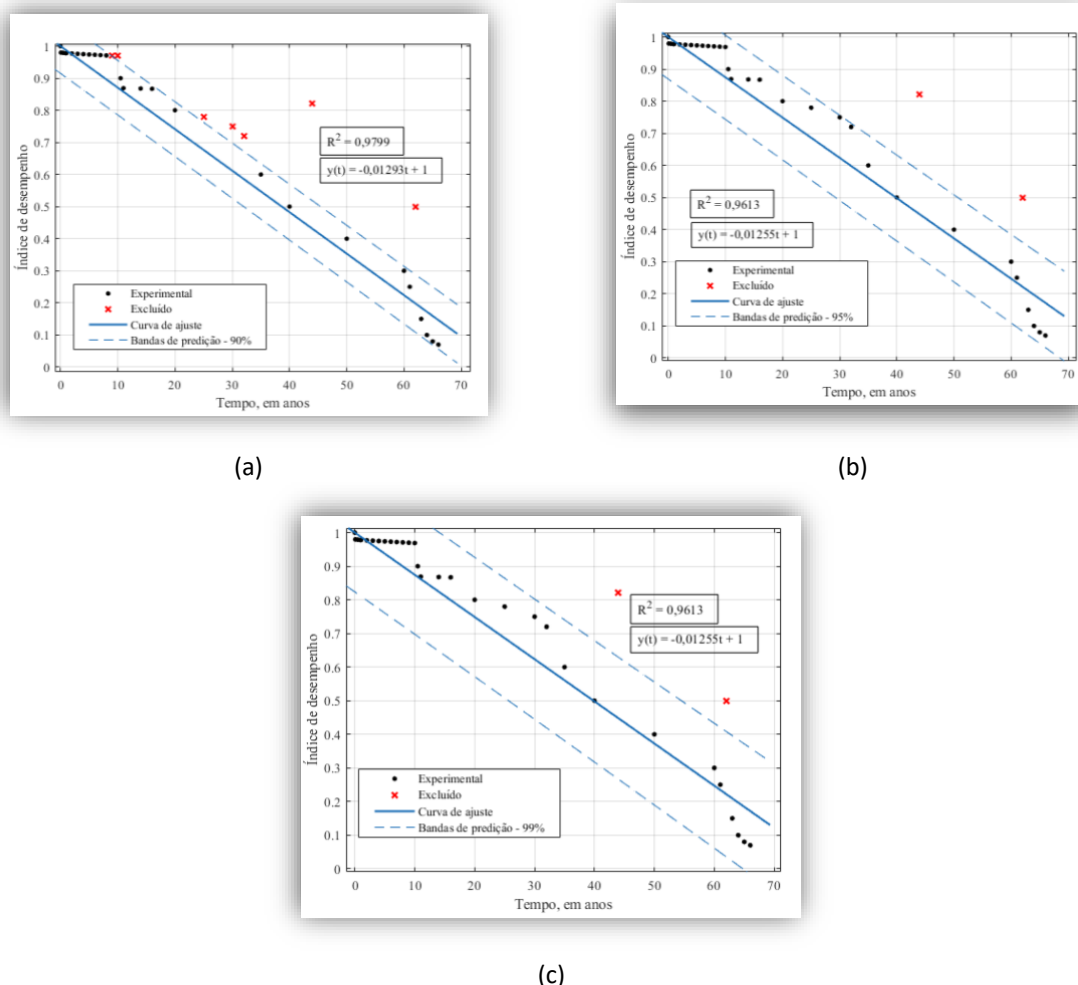 1
0.9
0.8
0.7
0.6
0.5
0.4
0.3
0.2
0.1
0
Índice de desempenho
R² = 0,9799
y(t) = -0,01293t + 1
Experimental
Excluído
Curva de ajuste
Bandas de predição - 90%
0 10 20 30 40 50 60 70
Tempo, em anos
(a)
1
0.9
0.8
0.7
0.6
0.5
0.4
0.3
0.2
0.1
0
Índice de desempenho
R² = 0,9613
y(t) = -0,01255t + 1
Experimental
Excluído
Curva de ajuste
Bandas de predição - 95%
0 10 20 30 40 50 60 70
Tempo, em anos
(b)
1
0.9
0.8
0.7
0.6
0.5
0.4
0.3
0.2
0.1
0
Índice de desempenho
R² = 0,9613
y(t) = -0,01255t + 1
Experimental
Excluído
Curva de ajuste
Bandas de predição - 99%
0 10 20 30 40 50 60 70
Tempo, em anos
(c)